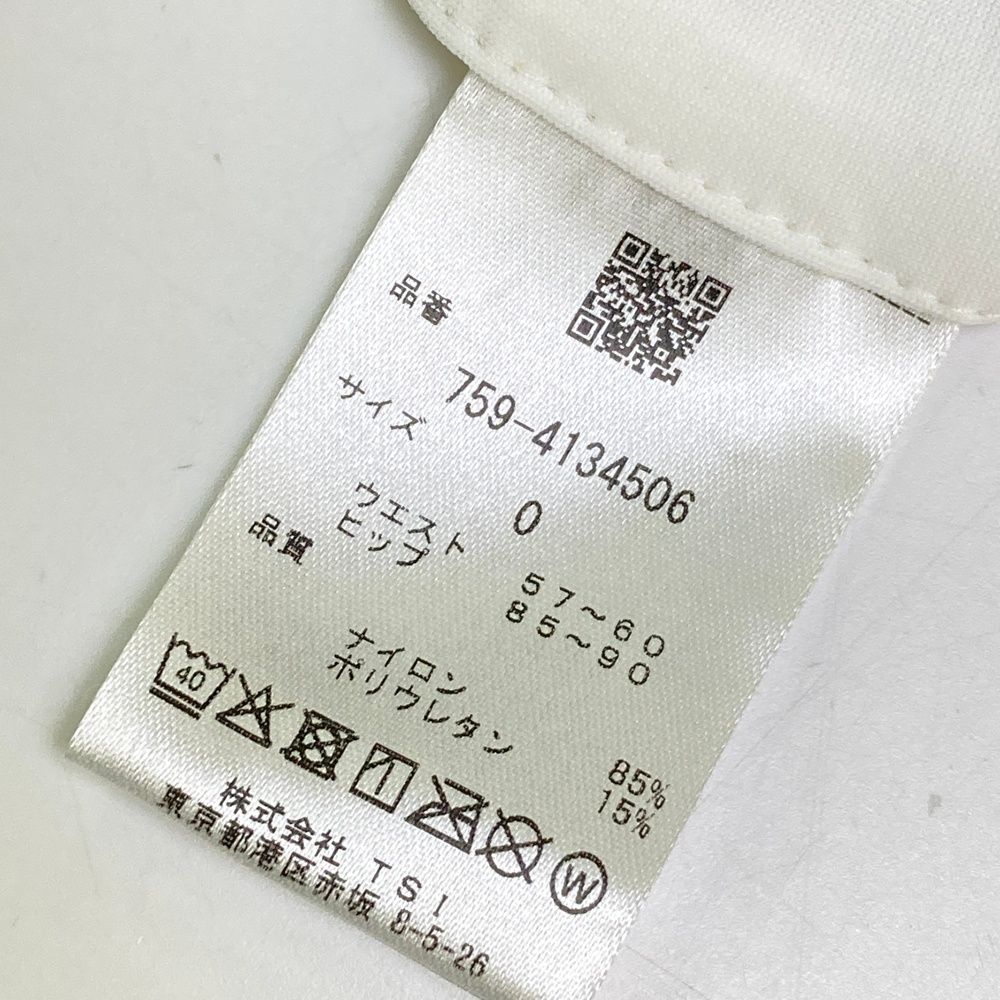 品番
759-4134506
サイズ
0
ウエスト 57～60
ヒップ 85～90
品質
ナイロン 85%
ポリウレタン 15%
40
W
株式会社 TSI
東京都港区赤坂 8-5-26